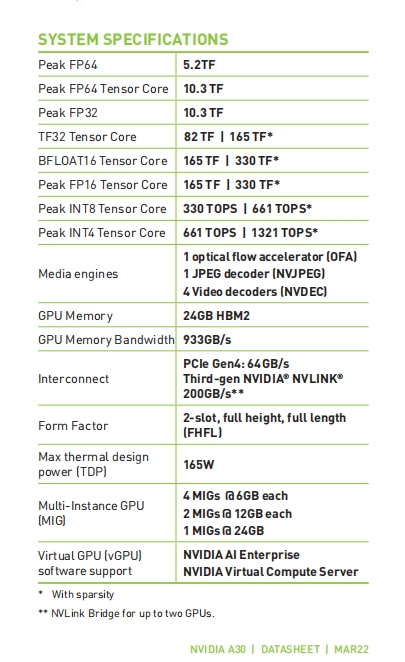 SYSTEM SPECIFICATIONS
Peak FP64 5.2TF
Peak FP64 Tensor Core 10.3 TF
Peak FP32 10.3 TF
TF32 Tensor Core 82 TF | 165 TF*
BFLOAT16 Tensor Core 165 TF | 330 TF*
Peak FP16 Tensor Core 165 TF | 330 TF*
Peak INT8 Tensor Core 330 TOPS | 661 TOPS*
Peak INT4 Tensor Core 661 TOPS | 1321 TOPS*
Media engines
1 optical flow accelerator (OFA)
1 JPEG decoder (NVJPEG)
4 Video decoders (NVDEC)
GPU Memory 24GB HBM2
GPU Memory Bandwidth 933GB/s
Interconnect
PCIe Gen4: 64GB/s
Third-gen NVIDIA® NVLINK®
200GB/s**
Form Factor
2-slot, full height, full length
(FHFL)
Max thermal design
power (TDP)
165W
Multi-Instance GPU
(MIG)
4 MIGs @ 6GB each
2 MIGs @ 12GB each
1 MIGs @ 24GB
Virtual GPU (vGPU)
software support
NVIDIA AI Enterprise
NVIDIA Virtual Compute Server
* With sparsity
** NVLink Bridge for up to two GPUs.
NVIDIA A30 | DATASHEET | MAR22